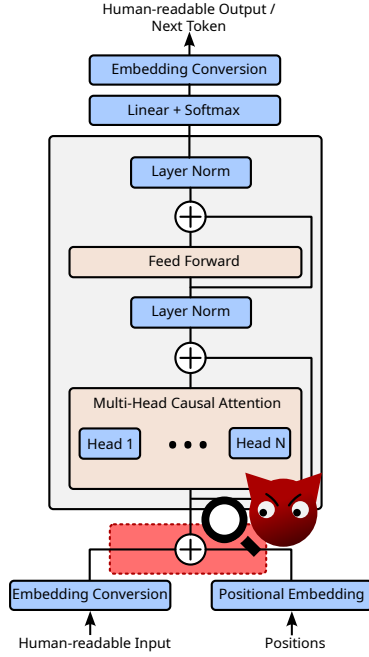 Human-readable Output /
Next Token
Embedding Conversion
Linear + Softmax
Layer Norm
Feed Forward
Layer Norm
Multi-Head Causal Attention
Head 1
Head N
Embedding Conversion
Positional Embedding
Human-readable Input
Positions